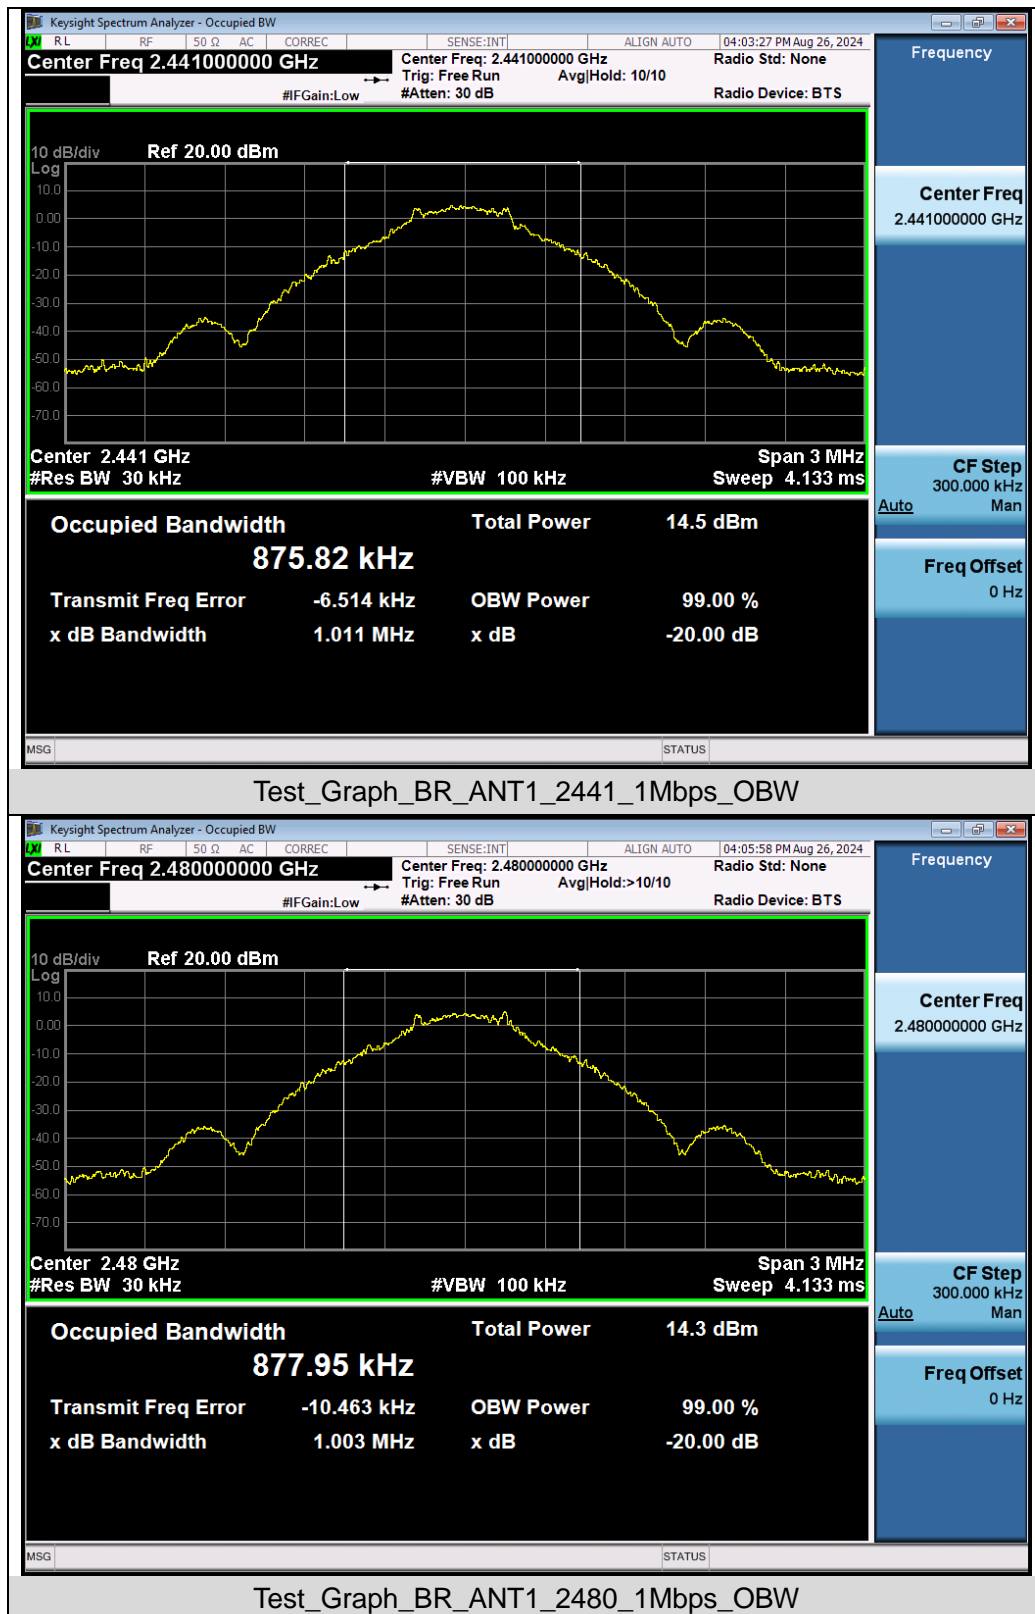 Keysight Spectrum Analyzer - Occupied BW
LXI RL RF 50 Ω AC CORREC SENSE:INT ALIGN AUTO 04:03:27 PM Aug 26, 2024
Center Freq 2.441000000 GHz
Center Freq: 2.441000000 GHz
Radio Std: None
Trig: Free Run Avg|Hold: 10/10
#IFGain:Low #Atten: 30 dB Radio Device: BTS
Frequency
10 dB/div Ref 20.00 dBm
Log
10.0
0.00
-10.0
-20.0
-30.0
-40.0
-50.0
-60.0
-70.0
Center 2.441 GHz Span 3 MHz
#Res BW 30 kHz #VBW 100 kHz Sweep 4.133 ms
Center Freq
2.441000000 GHz
CF Step
300.000 kHz
Auto Man
Freq Offset
0 Hz
Occupied Bandwidth Total Power 14.5 dBm
875.82 kHz
Transmit Freq Error -6.514 kHz OBW Power 99.00 %
x dB Bandwidth 1.011 MHz x dB -20.00 dB
MSG STATUS
Test_Graph_BR_ANT1_2441_1Mbps_OBW
Keysight Spectrum Analyzer - Occupied BW
LXI RL RF 50 Ω AC CORREC SENSE:INT ALIGN AUTO 04:05:58 PM Aug 26, 2024
Center Freq 2.480000000 GHz
Center Freq: 2.480000000 GHz
Radio Std: None
Trig: Free Run Avg|Hold:>10/10
#IFGain:Low #Atten: 30 dB Radio Device: BTS
Frequency
10 dB/div Ref 20.00 dBm
Log
10.0
0.00
-10.0
-20.0
-30.0
-40.0
-50.0
-60.0
-70.0
Center 2.48 GHz Span 3 MHz
#Res BW 30 kHz #VBW 100 kHz Sweep 4.133 ms
Center Freq
2.480000000 GHz
CF Step
300.000 kHz
Auto Man
Freq Offset
0 Hz
Occupied Bandwidth Total Power 14.3 dBm
877.95 kHz
Transmit Freq Error -10.463 kHz OBW Power 99.00 %
x dB Bandwidth 1.003 MHz x dB -20.00 dB
MSG STATUS
Test_Graph_BR_ANT1_2480_1Mbps_OBW